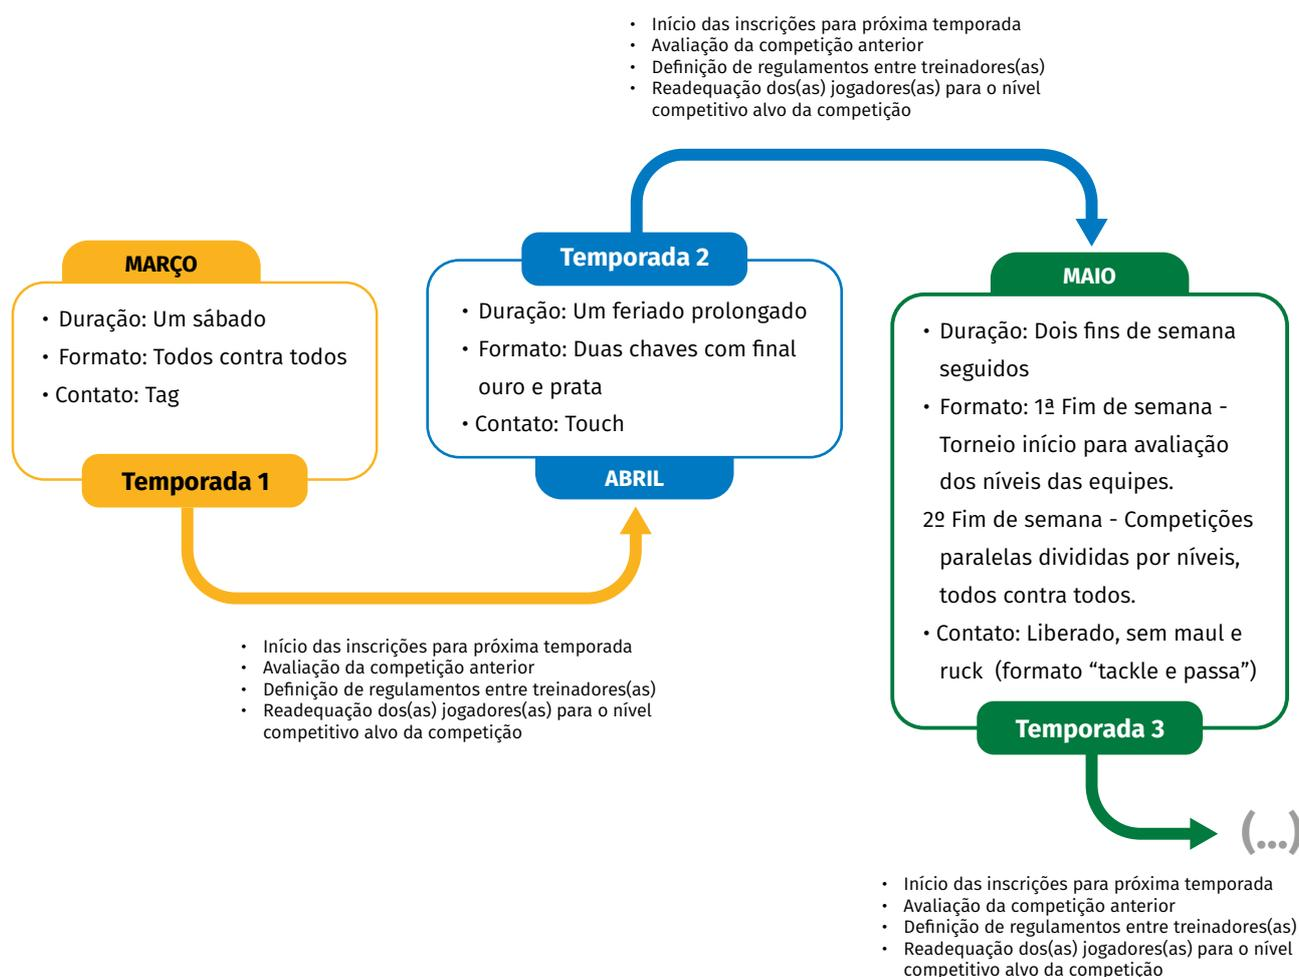 • Início das inscrições para próxima temporada
• Avaliação da competição anterior
• Definição de regulamentos entre treinadores(as)
• Readequação dos(as) jogadores(as) para o nível
competitivo alvo da competição
MARÇO
• Duração: Um sábado
• Formato: Todos contra todos
• Contato: Tag
Temporada 1
Temporada 2
• Duração: Um feriado prolongado
• Formato: Duas chaves com final
ouro e prata
• Contato: Touch
ABRIL
MAIO
• Duração: Dois fins de semana
seguidos
• Formato: 1ª Fim de semana -
Torneio início para avaliação
dos níveis das equipes.
2º Fim de semana - Competições
paralelas divididas por níveis,
todos contra todos.
• Contato: Liberado, sem maul e
ruck (formato “tackle e passa”)
Temporada 3
• Início das inscrições para próxima temporada
• Avaliação da competição anterior
• Definição de regulamentos entre treinadores(as)
• Readequação dos(as) jogadores(as) para o nível
competitivo alvo da competição
(...)
• Início das inscrições para próxima temporada
• Avaliação da competição anterior
• Definição de regulamentos entre treinadores(as)
• Readequação dos(as) jogadores(as) para o nível
competitivo alvo da competição